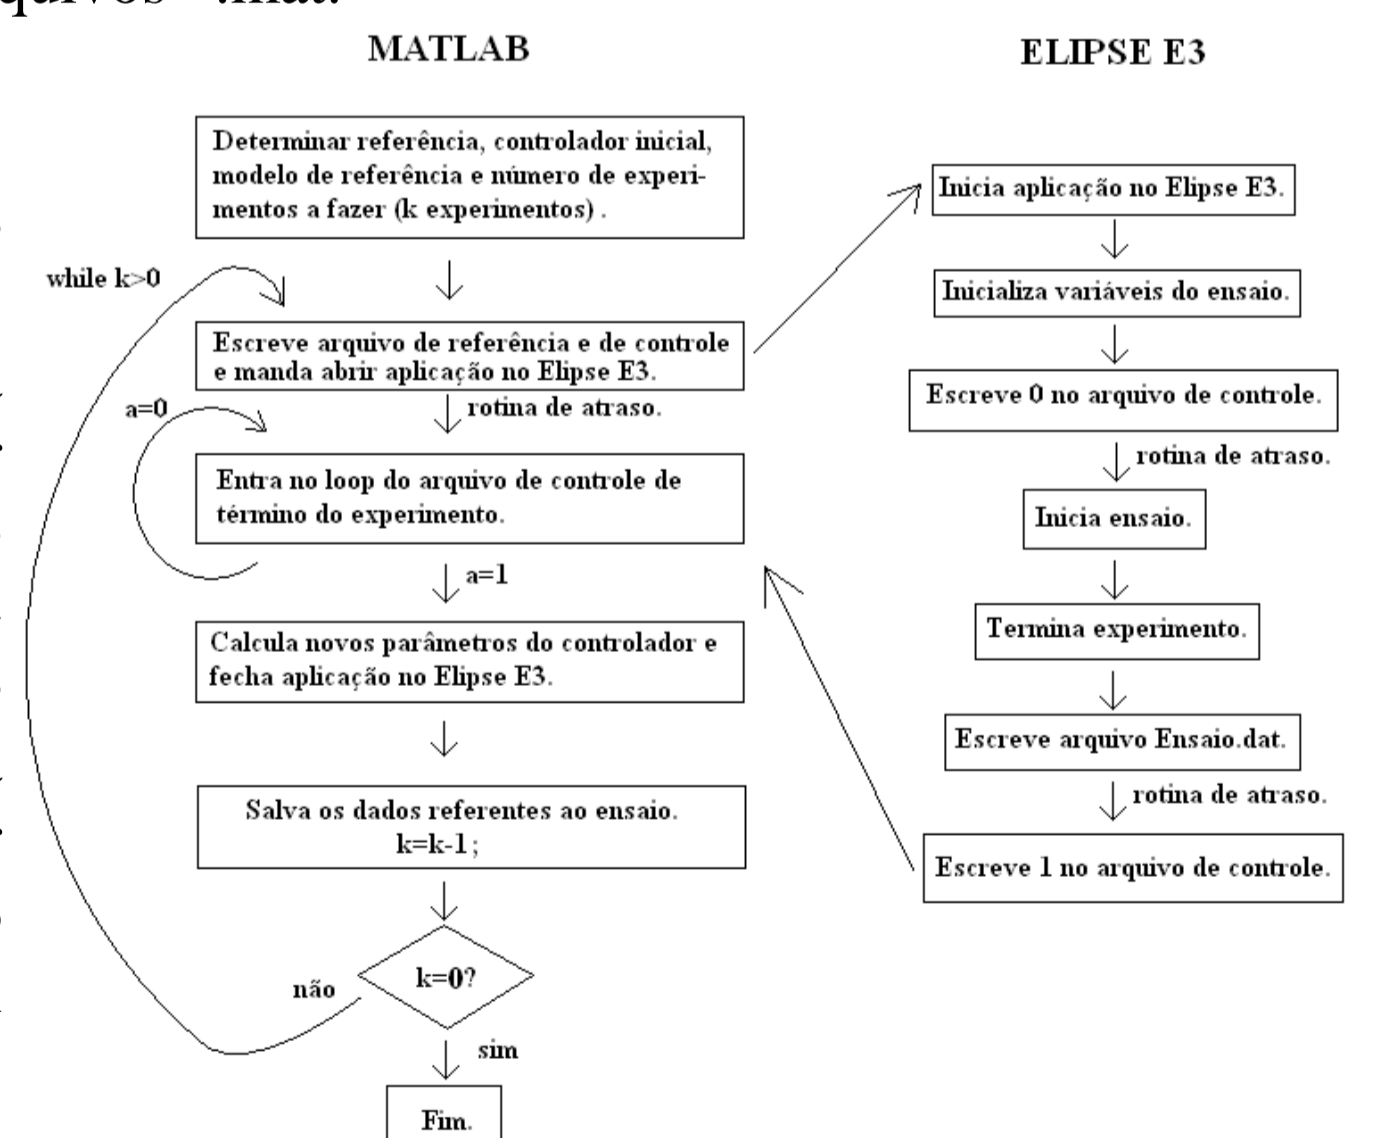 MATLAB
Determinar referência, controlador inicial,
modelo de referência e número de experi-
mentos a fazer (k experimentos) .
while k>0
Escreve arquivo de referência e de controle
e manda abrir aplicação no Elipse E3.
a=0
rotina de atraso.
Entra no loop do arquivo de controle de
término do experimento.
a=1
Calcula novos parâmetros do controlador e
fecha aplicação no Elipse E3.
Salva os dados referentes ao ensaio.
k=k-1;
k=0?
não
sim
Fim.
ELIPSE E3
Inicia aplicação no Elipse E3.
Inicializa variáveis do ensaio.
Escreve 0 no arquivo de controle.
rotina de atraso.
Inicia ensaio.
Termina experimento.
Escreve arquivo Ensaio.dat.
rotina de atraso.
Escreve 1 no arquivo de controle.